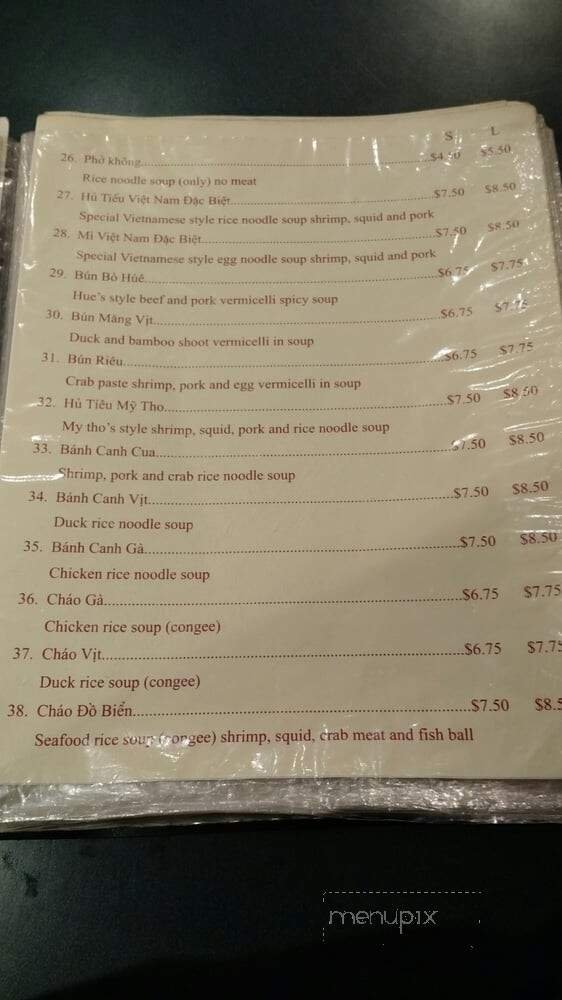 S L
26. Phở không.......................................$4.50 $5.50
Rice noodle soup (only) no meat
27. Hủ Tiếu Việt Nam Đặc Biệt.......................................$7.50 $8.50
Special Vietnamese style rice noodle soup shrimp, squid and pork
28. Mì Việt Nam Đặc Biệt.......................................$7.50 $8.50
Special Vietnamese style egg noodle soup shrimp, squid and pork
29. Bún Bò Huế.......................................$6.75 $7.75
Hue's style beef and pork vermicelli spicy soup
30. Bún Măng Vịt.......................................$6.75 $7.75
Duck and bamboo shoot vermicelli in soup
31. Bún Riêu.......................................$6.75 $7.75
Crab paste shrimp, pork and egg vermicelli in soup
32. Hủ Tiếu Mỹ Tho.......................................$7.50 $8.50
My tho's style shrimp, squid, pork and rice noodle soup
33. Bánh Canh Cua.......................................$7.50 $8.50
Shrimp, pork and crab rice noodle soup
34. Bánh Canh Vịt.......................................$7.50 $8.50
Duck rice noodle soup
35. Bánh Canh Gà.......................................$7.50 $8.50
Chicken rice noodle soup
36. Cháo Gà.......................................$6.75 $7.75
Chicken rice soup (congee)
37. Cháo Vịt.......................................$6.75 $7.75
Duck rice soup (congee)
38. Cháo Đồ Biển.......................................$7.50 $8.5
Seafood rice soup (congee) shrimp, squid, crab meat and fish ball
menupix